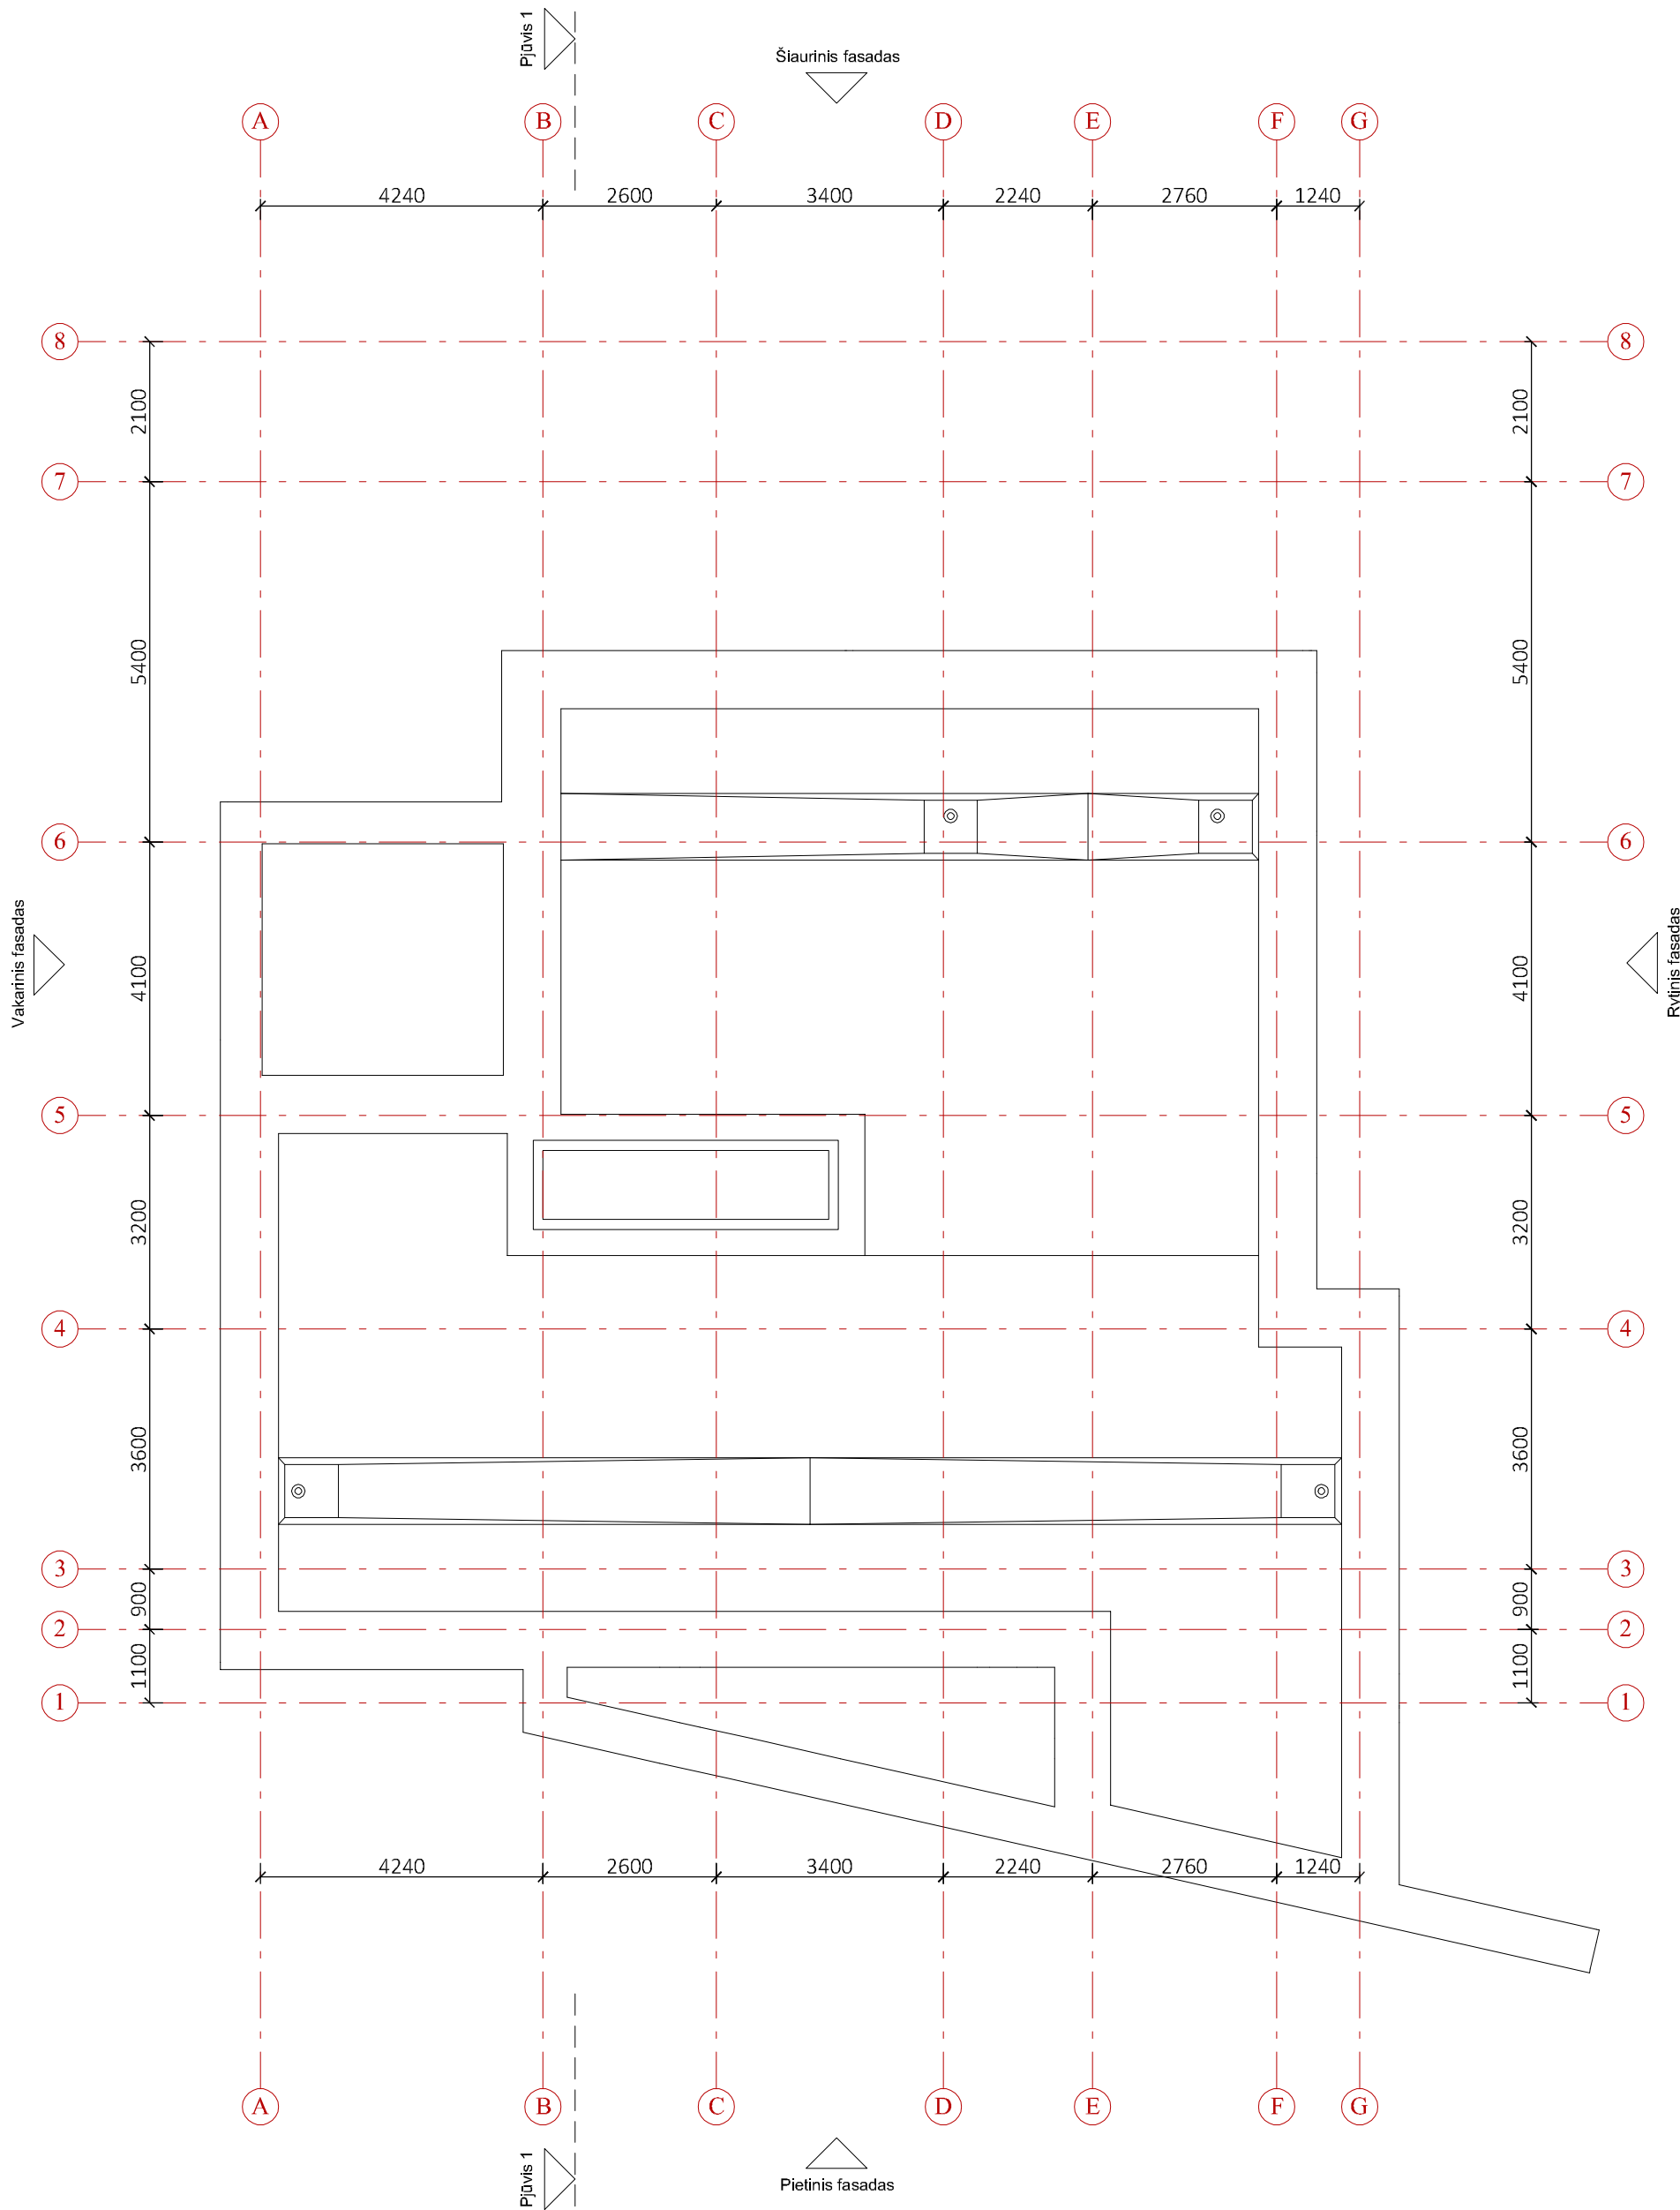 Pjūvis 1
Šiaurinis fasadas
A B C D E F G
4240 2600 3400 2240 2760 1240
8 8
2100 2100
7 7
5400 5400
6 6
Vakarinis fasadas
4100 4100
Rytinis fasadas
5 5
3200 3200
4 4
3600 3600
3 3
900 900
2 2
1100 1100
1 1
4240 2600 3400 2240 2760 1240
A B C D E F G
Pjūvis 1
Pietinis fasadas